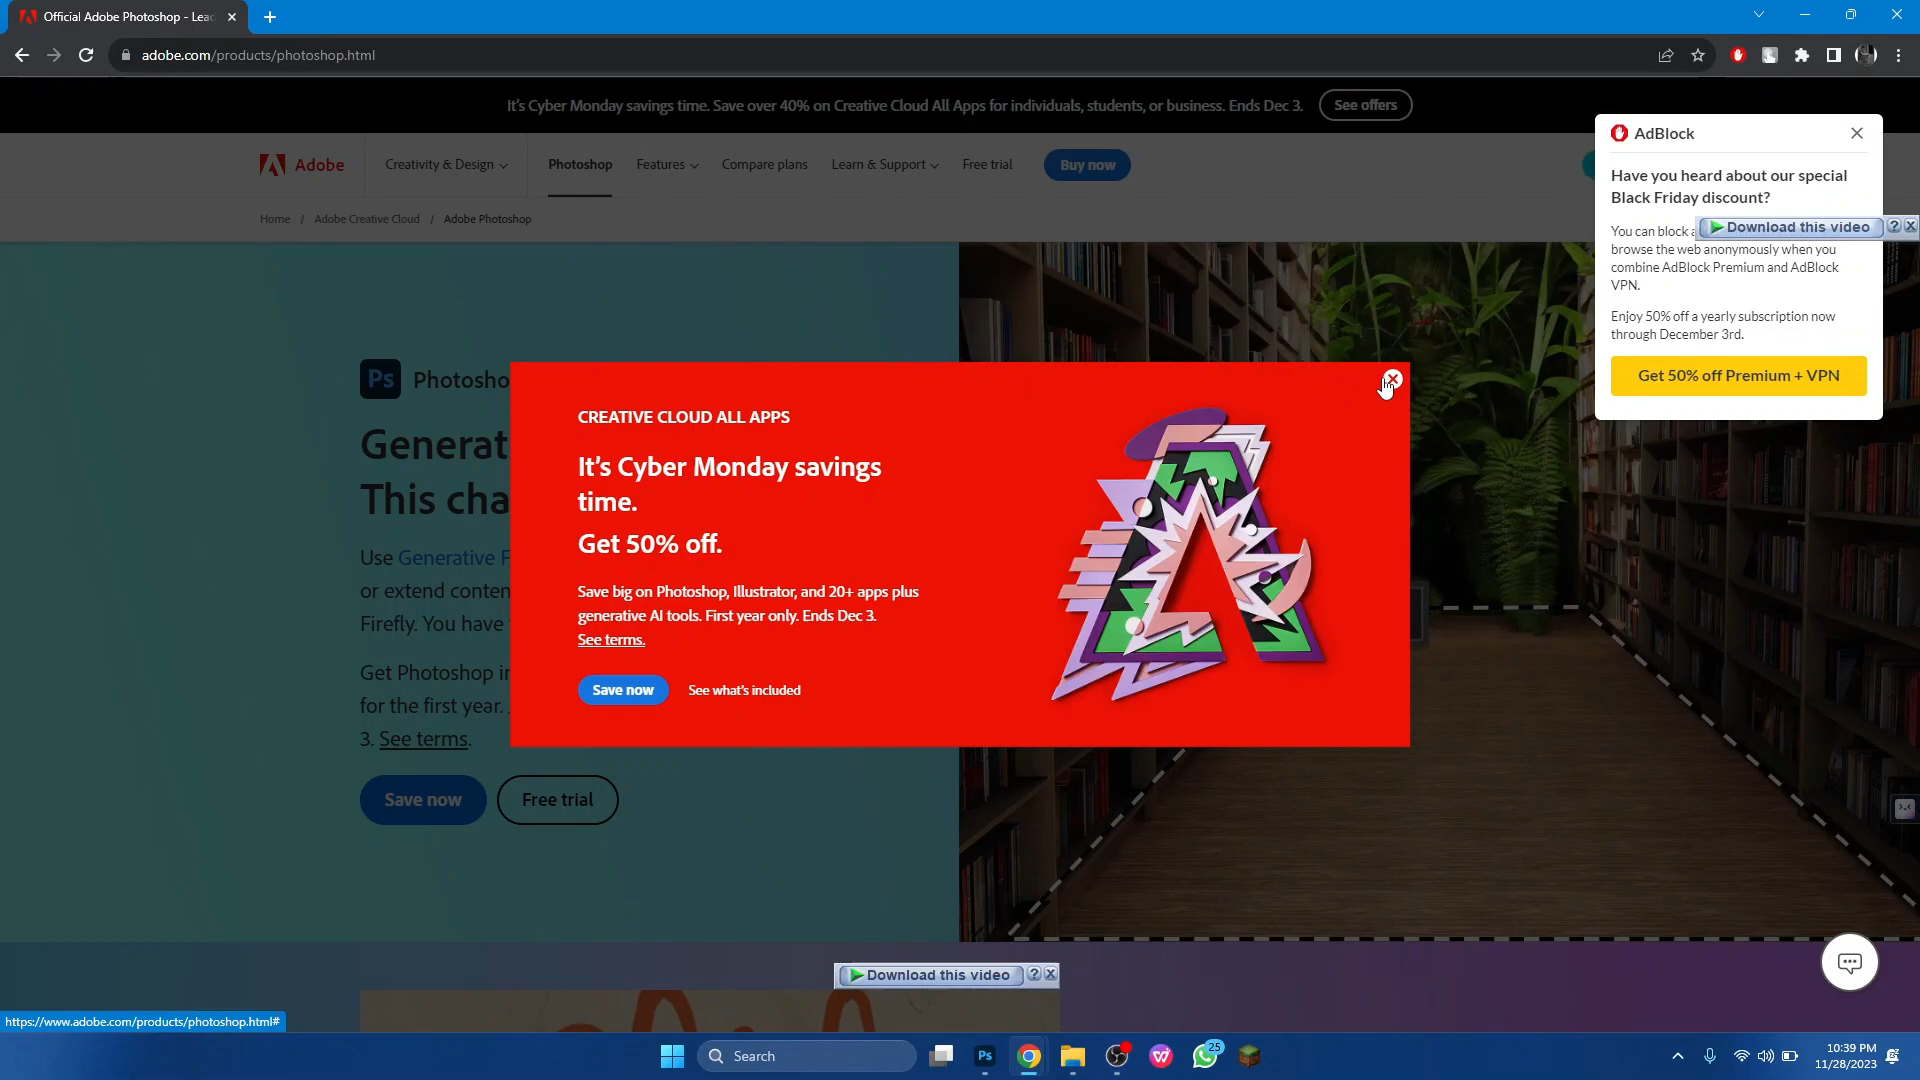 Official Adobe Photoshop - Lead
adobe.com/products/photoshop.html
It's Cyber Monday savings time. Save over 40% on Creative Cloud All Apps for individuals, students, or business. Ends Dec 3.
See offers
Adobe
Creativity & Design
Photoshop
Features
Compare plans
Learn & Support
Free trial
Buy now
Home / Adobe Creative Cloud / Adobe Photoshop
AdBlock
Have you heard about our special
Black Friday discount?
You can block a
Download this video
browse the web anonymously when you
combine AdBlock Premium and AdBlock
VPN.
Enjoy 50% off a yearly subscription now
through December 3rd.
Get 50% off Premium + VPN
Ps Photosho
Generat
This cha
Use Generative F
or extend conten
Firefly. You have
Get Photoshop in
for the first year.
3. See terms.
Save now
Free trial
CREATIVE CLOUD ALL APPS
It's Cyber Monday savings
time.
Get 50% off.
Save big on Photoshop, Illustrator, and 20+ apps plus
generative AI tools. First year only. Ends Dec 3.
See terms.
Save now
See what's included
Download this video
https://www.adobe.com/products/photoshop.html#
Search
Ps
25
10:39 PM
11/28/2023